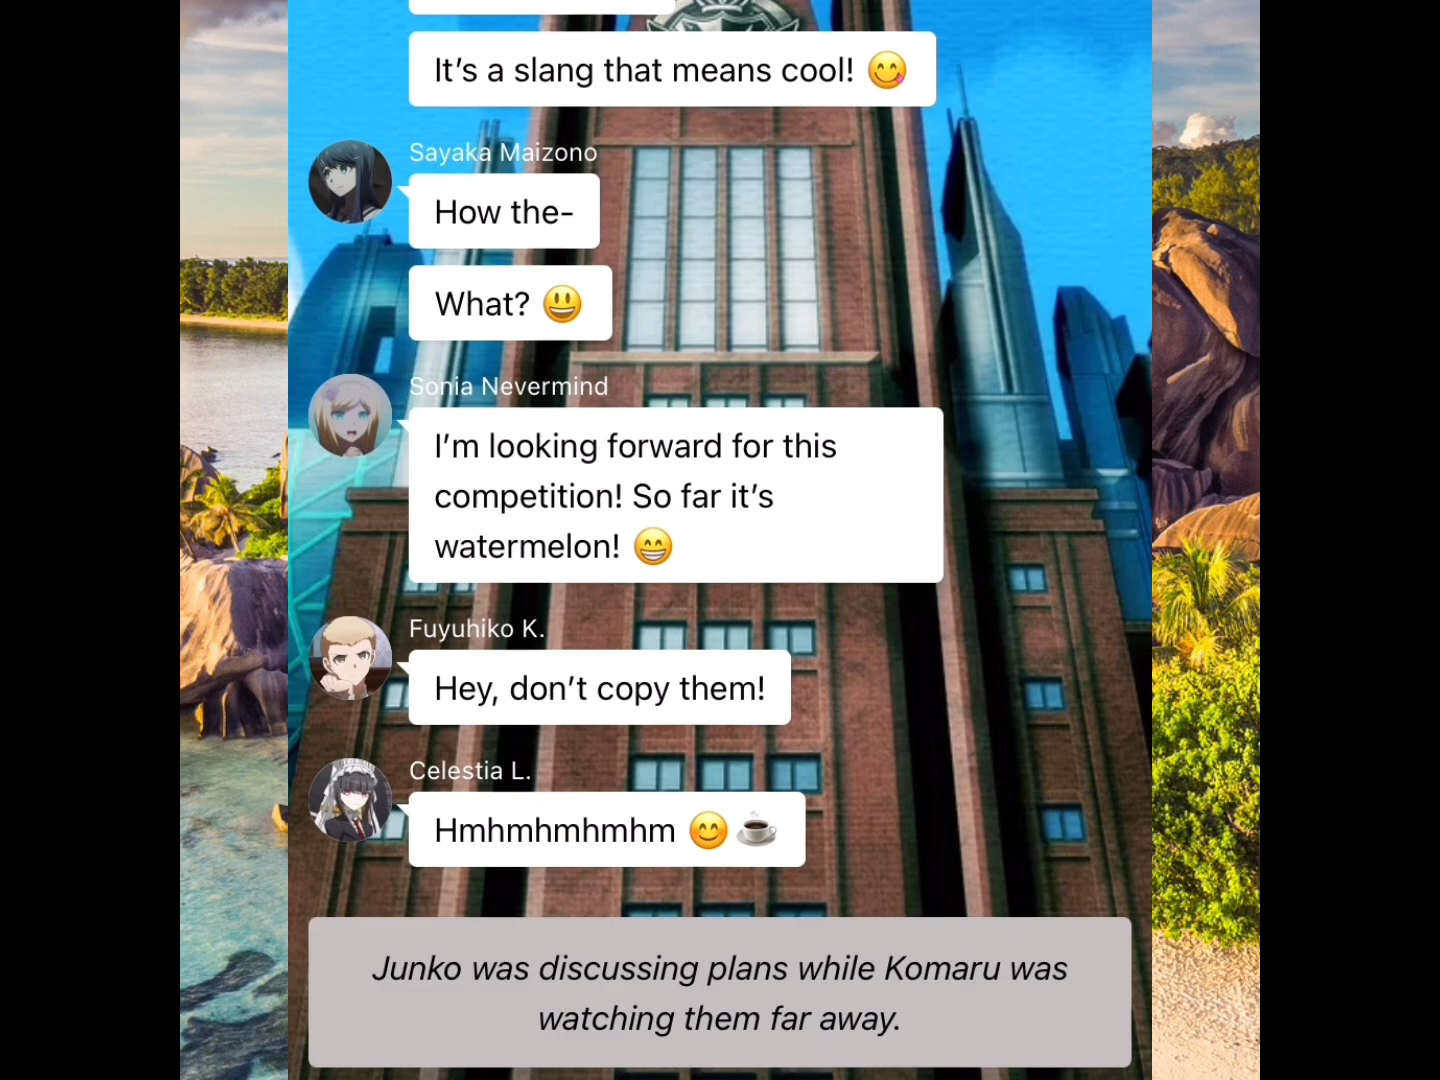 It’s a slang that means cool! 😋
Sayaka Maizono
How the-
What? 😃
Sonia Nevermind
I’m looking forward for this
competition! So far it’s
watermelon! 😁
Fuyuhiko K.
Hey, don’t copy them!
Celestia L.
Hmhmhmhmhm 😊☕
Junko was discussing plans while Komaru was
watching them far away.